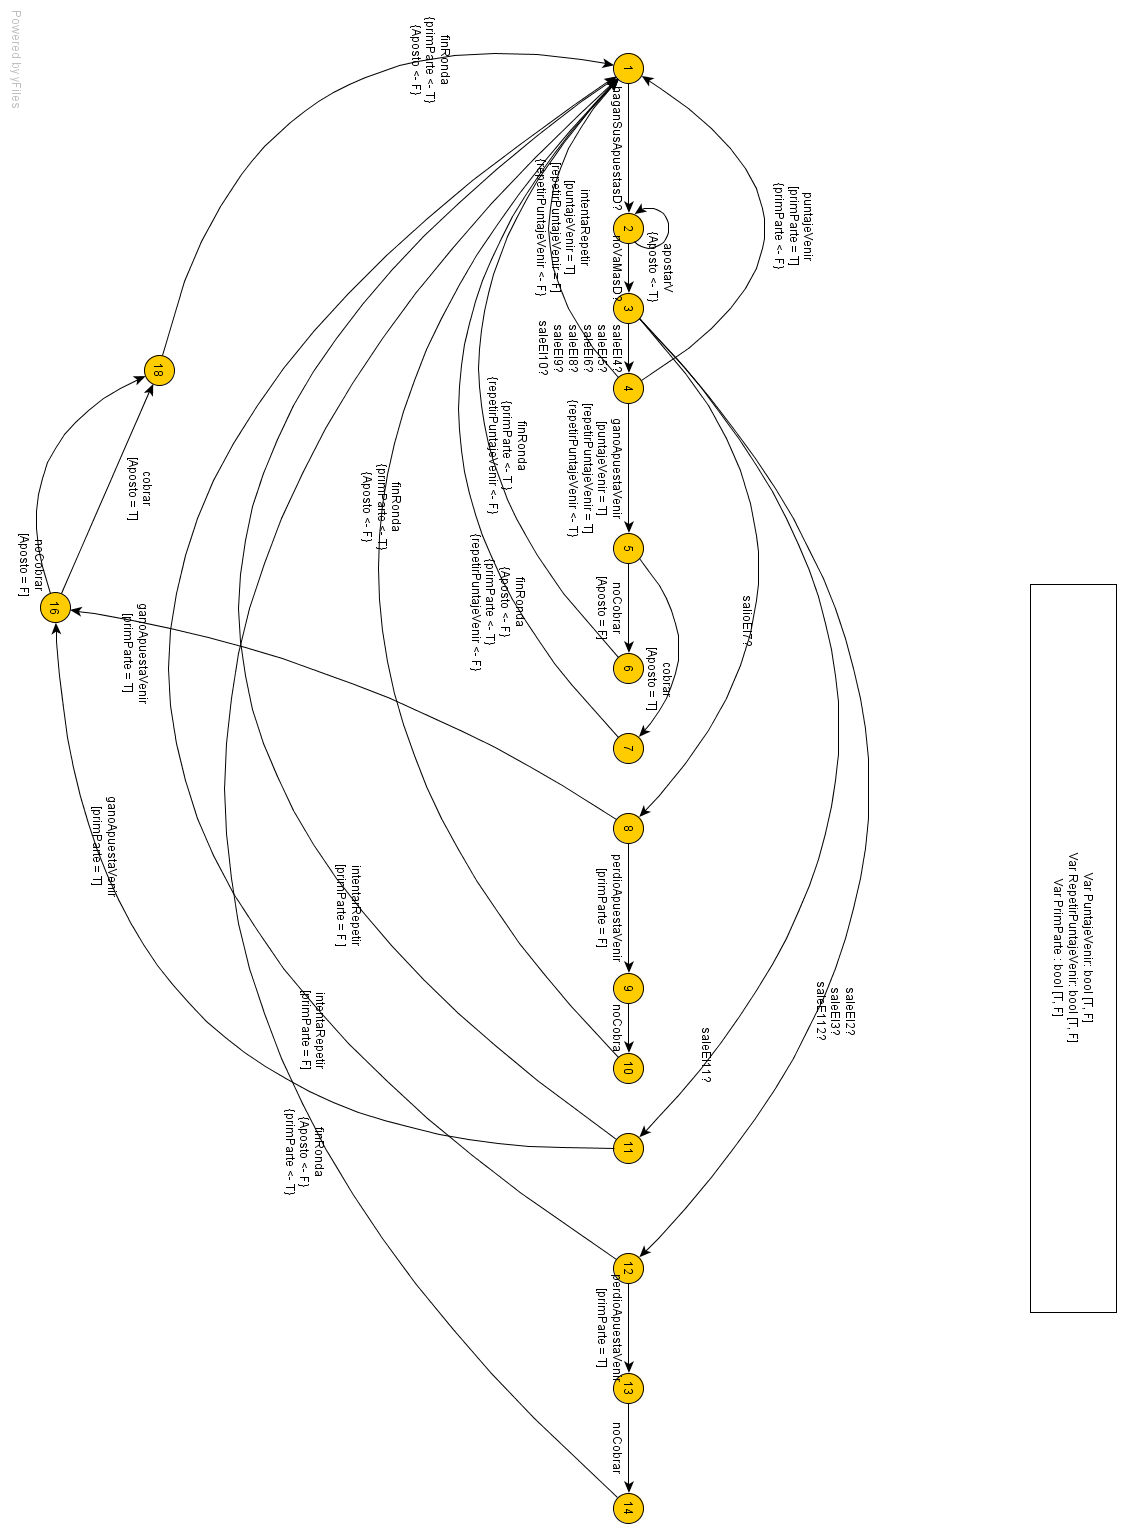 Powered by yFiles
finRonda
{primParte <- T}
{Aposto <- F}
1
haganSusApuestasD?
puntajeVenir
[primParte = T]
{primParte <- F}
intentaRepetir
[puntajeVenir = T]
[repetirPuntajeVenir = F]
{repetirPuntajeVenir <- F}
2
apostarV
{Aposto <- T}
noVaMasD?
3
saleEl4?
saleEl5?
saleEl6?
saleEl8?
saleEl9?
saleEl10?
18
4
finRonda
{primParte <- T}
{repetirPuntajeVenir <- F}
ganoApuestaVenir
[puntajeVenir = T]
[repetirPuntajeVenir = T]
{repetirPuntajeVenir <- T}
cobrar
[Aposto = T]
finRonda
{primParte <- T}
{Aposto <- F}
noCobrar
[Aposto = F]
5
finRonda
{Aposto <- F}
{primParte <- T}
{repetirPuntajeVenir <- F}
noCobrar
[Aposto = F]
salioEl7?
16
ganoApuestaVenir
[primParte = T]
6
cobrar
[Aposto = T]
7
ganoApuestaVenir
[primParte = T]
8
perdioApuestaVenir
[primParte = F]
intentarRepetir
[primParte = F ]
Var PuntajeVenir: bool [T, F]
Var RepetirPuntajeVenir: bool [T, F]
Var PrimParte : bool [T, F]
9
noCobra
intentaRepetir
[primParte = F]
saleEl2?
saleEl3?
saleE112?
saleEl11?
10
finRonda
{Aposto <- F}
{primParte <- T}
11
12
perdioApuestaVenir
[primParte = T]
13
noCobrar
14